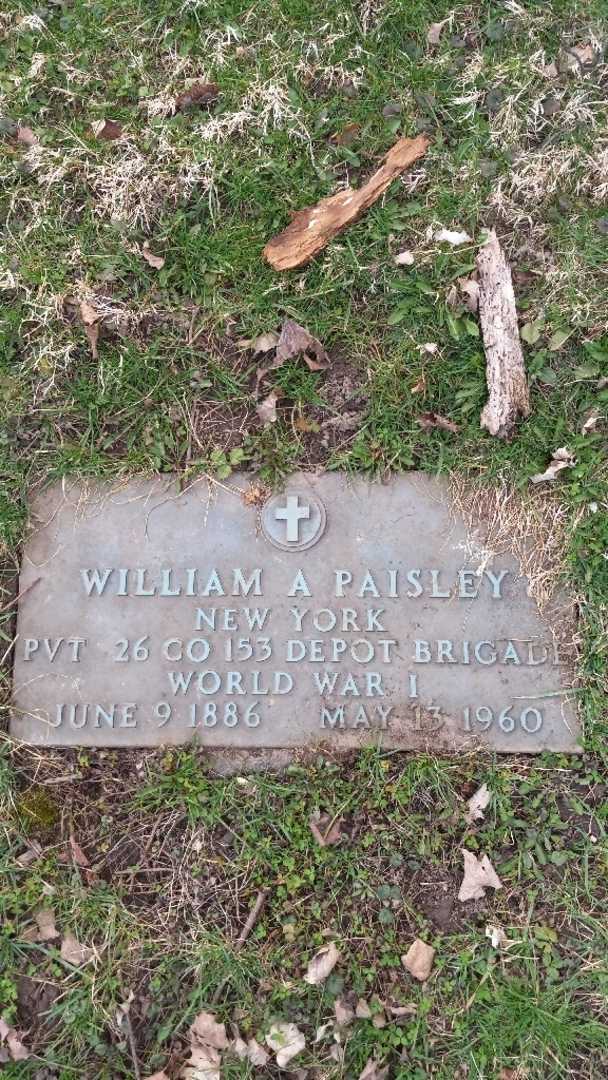 WILLIAM A PAISLEY
NEW YORK
PVT 26 CO 153 DEPOT BRIGADE
WORLD WAR I
JUNE 9 1886 MAY 13 1960